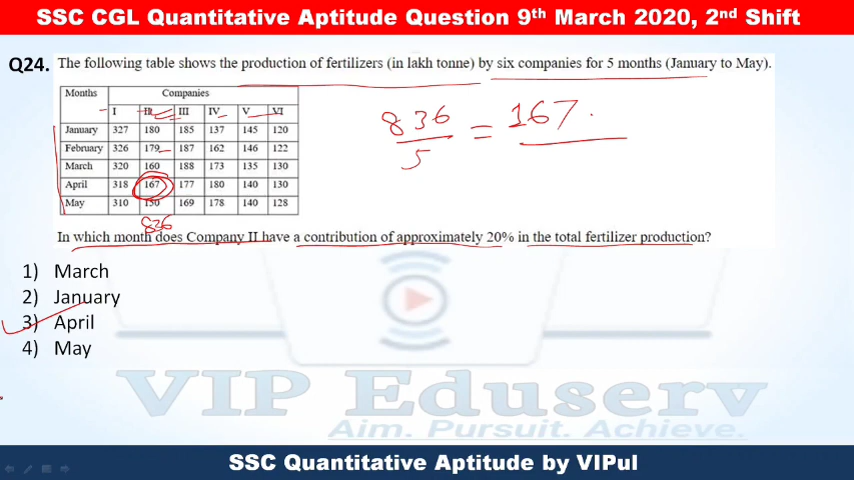 SSC CGL Quantitative Aptitude Question 9th March 2020, 2nd Shift
Q24. The following table shows the production of fertilizers (in lakh tonne) by six companies for 5 months (January to May).
Months Companies
I II III IV V VI
January 327 180 185 137 145 120
February 326 179 187 162 146 122
March 320 160 188 173 135 130
April 318 167 177 180 140 130
May 310 150 169 178 140 128
836
836
5
= 167.
In which month does Company II have a contribution of approximately 20% in the total fertilizer production?
1) March
2) January
3) April
4) May
VIP Eduserv
Aim. Pursuit. Achieve.
SSC Quantitative Aptitude by VIPul